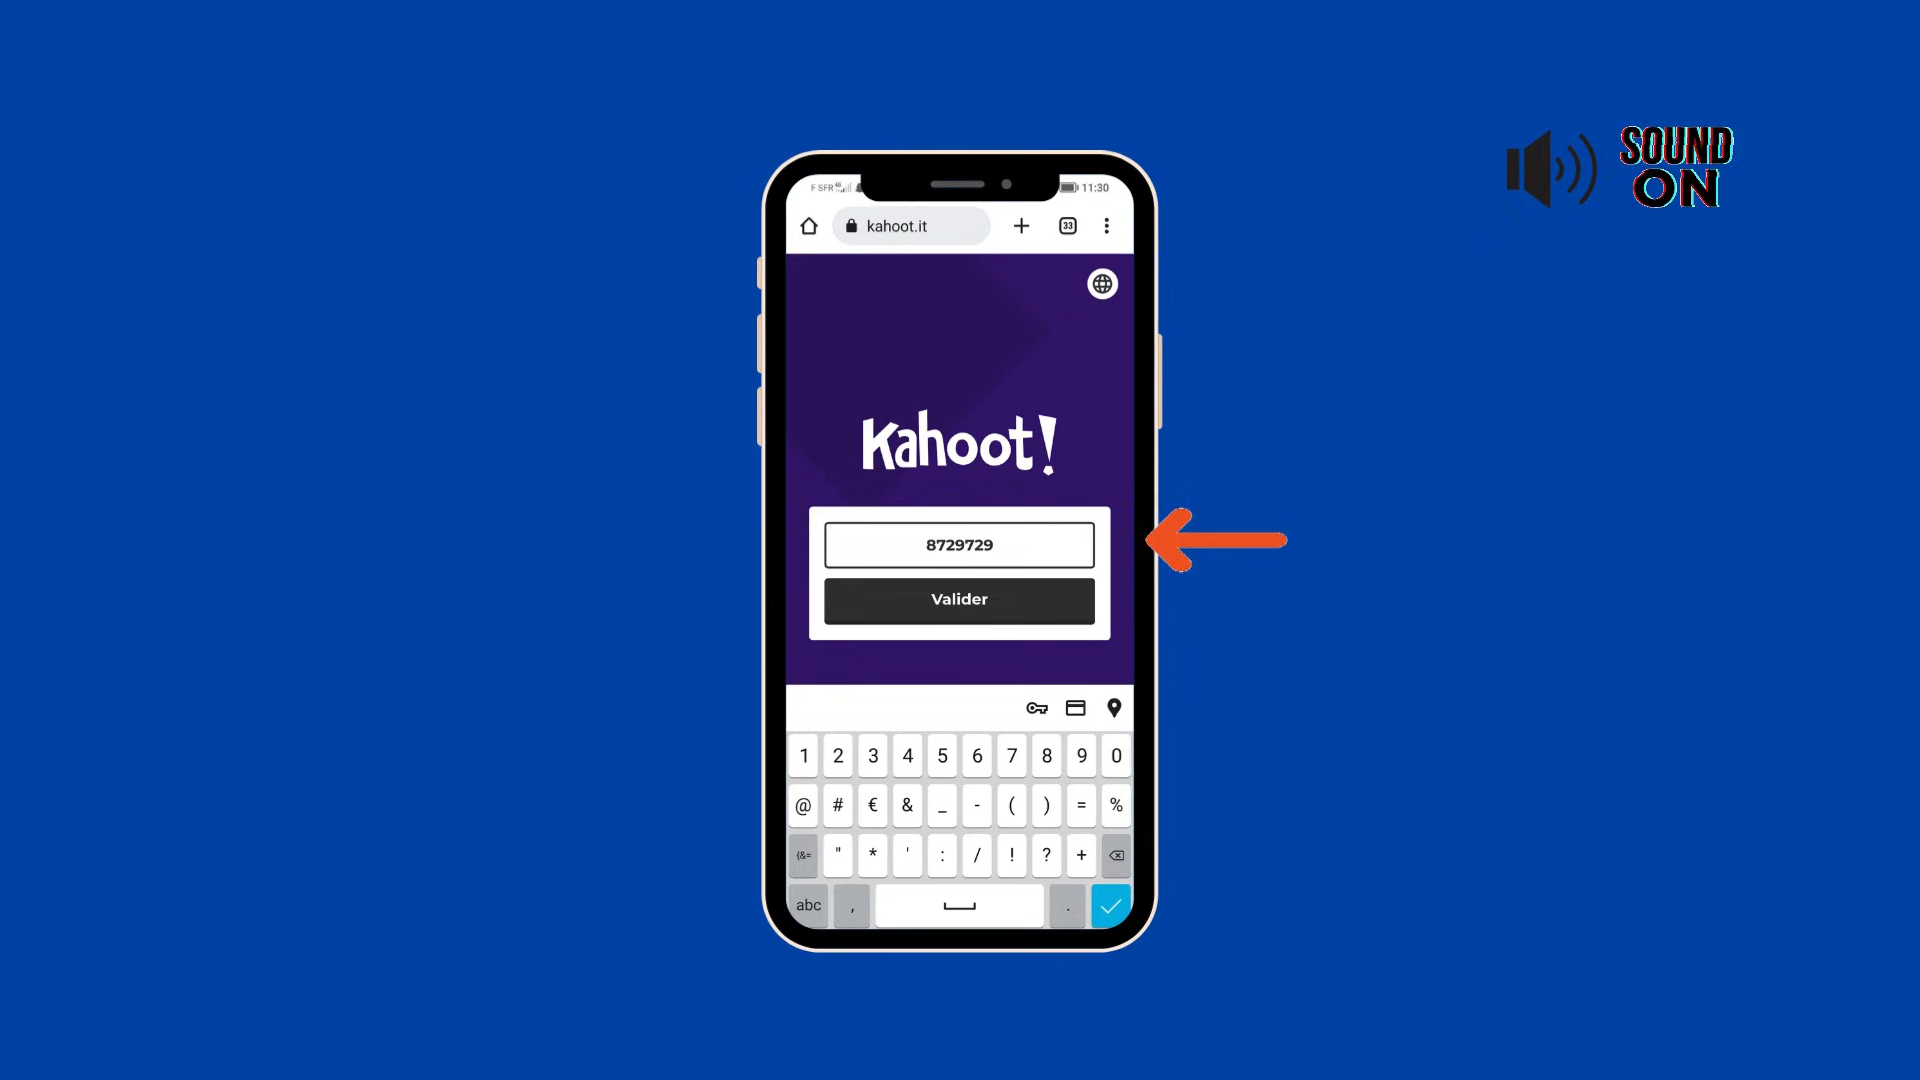 SOUND
ON
F SFR 11:30
kahoot.it 33
Kahoot!
8729729
Valider
1 2 3 4 5 6 7 8 9 0
@ # € & _ - ( ) = %
{&= " * ' : / ! ? +
abc , .